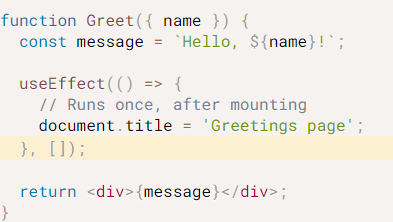 function Greet({ name }) {
  const message = `Hello, ${name}!`;

  useEffect(() => {
    // Runs once, after mounting
    document.title = 'Greetings page';
  }, []);

  return <div>{message}</div>;
}